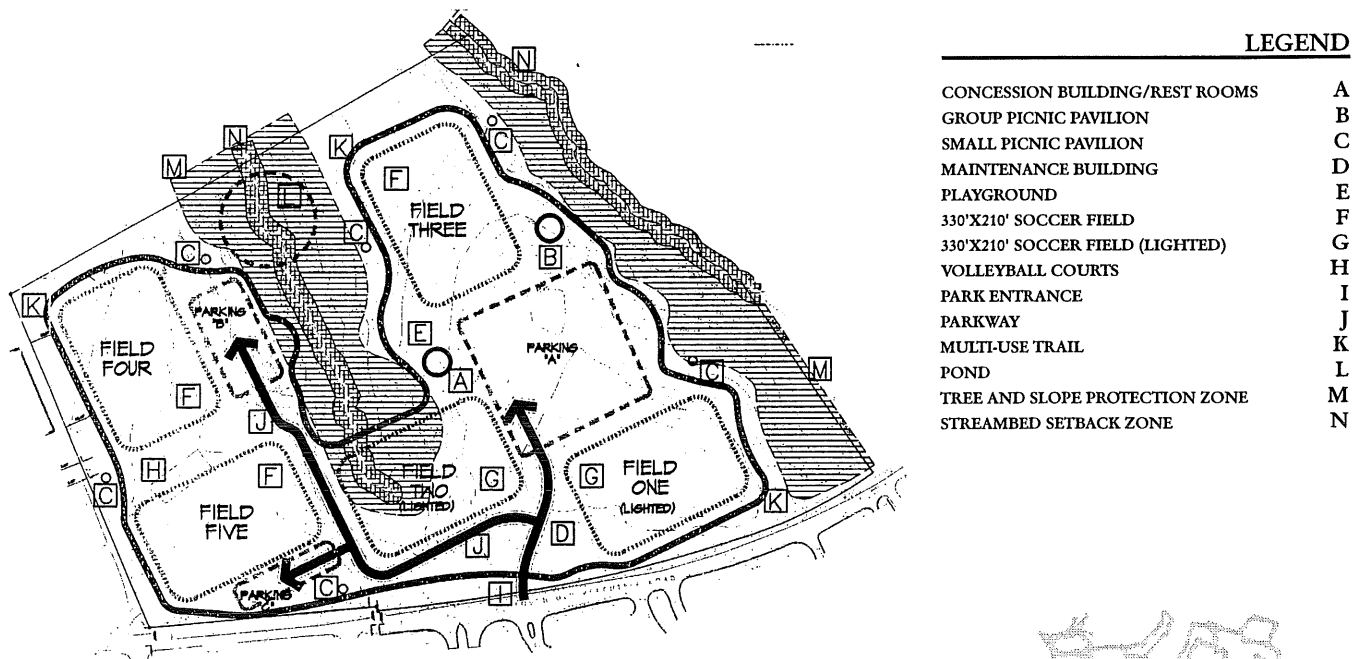 LEGEND
CONCESSION BUILDING/REST ROOMS A
GROUP PICNIC PAVILION B
SMALL PICNIC PAVILION C
MAINTENANCE BUILDING D
PLAYGROUND E
330'X210' SOCCER FIELD F
330'X210' SOCCER FIELD (LIGHTED) G
VOLLEYBALL COURTS H
PARK ENTRANCE I
PARKWAY J
MULTI-USE TRAIL K
POND L
TREE AND SLOPE PROTECTION ZONE M
STREAMBED SETBACK ZONE N
N
C
N
K
M
F
L
FIELD
THREE
C
B
C
K
PARKING
"B"
E
PARKING
"A"
FIELD
FOUR
A
C
M
F
J
H
F
FIELD
TWO
(LIGHTED)
G
G
FIELD
ONE
(LIGHTED)
K
C
FIELD
FIVE
J
D
PARKING
C
I